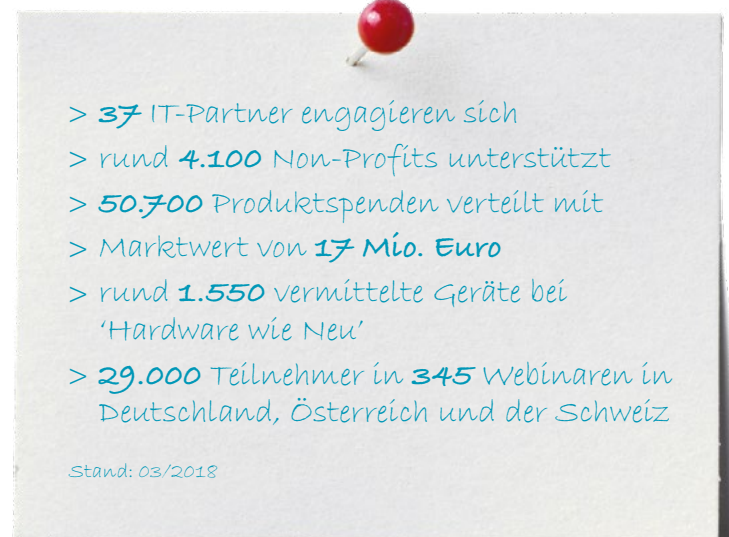 > 37 IT-Partner engagieren sich
> rund 4.100 Non-Profits unterstützt
> 50.700 Produktspenden verteilt mit
> Marktwert von 17 Mio. Euro
> rund 1.550 vermittelte Geräte bei
‘Hardware wie Neu’
> 29.000 Teilnehmer in 345 Webinaren in
Deutschland, Österreich und der Schweiz
Stand: 03/2018